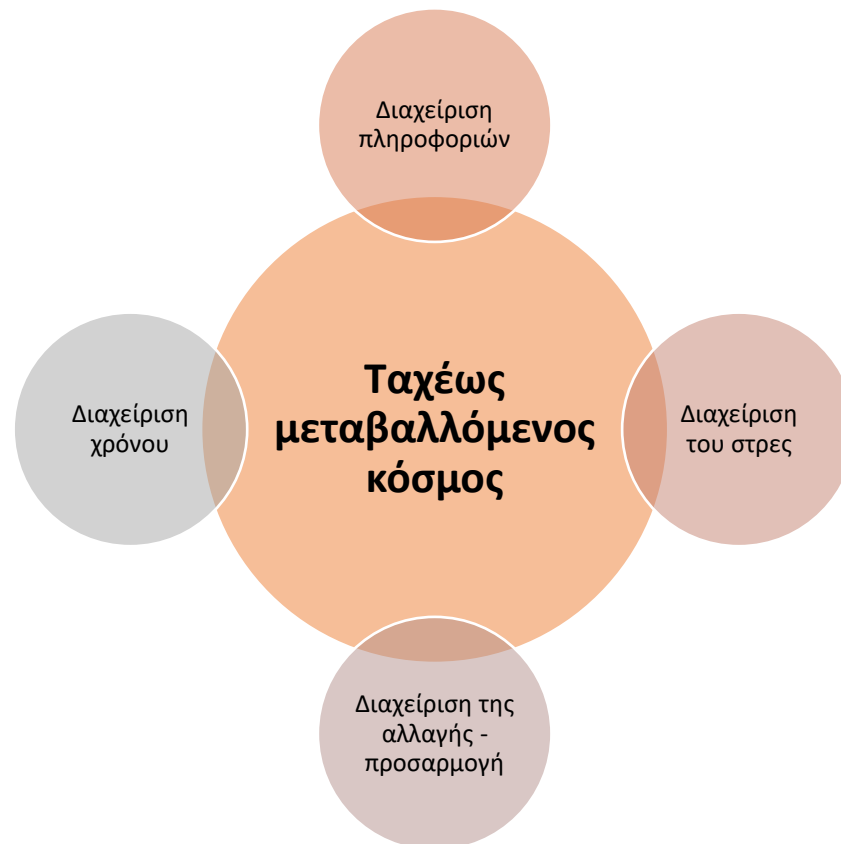 Διαχείριση
πληροφοριών
Ταχέως
μεταβαλλόμενος
κόσμος
Διαχείριση
χρόνου
Διαχείριση
του στρες
Διαχείριση της
αλλαγής -
προσαρμογή